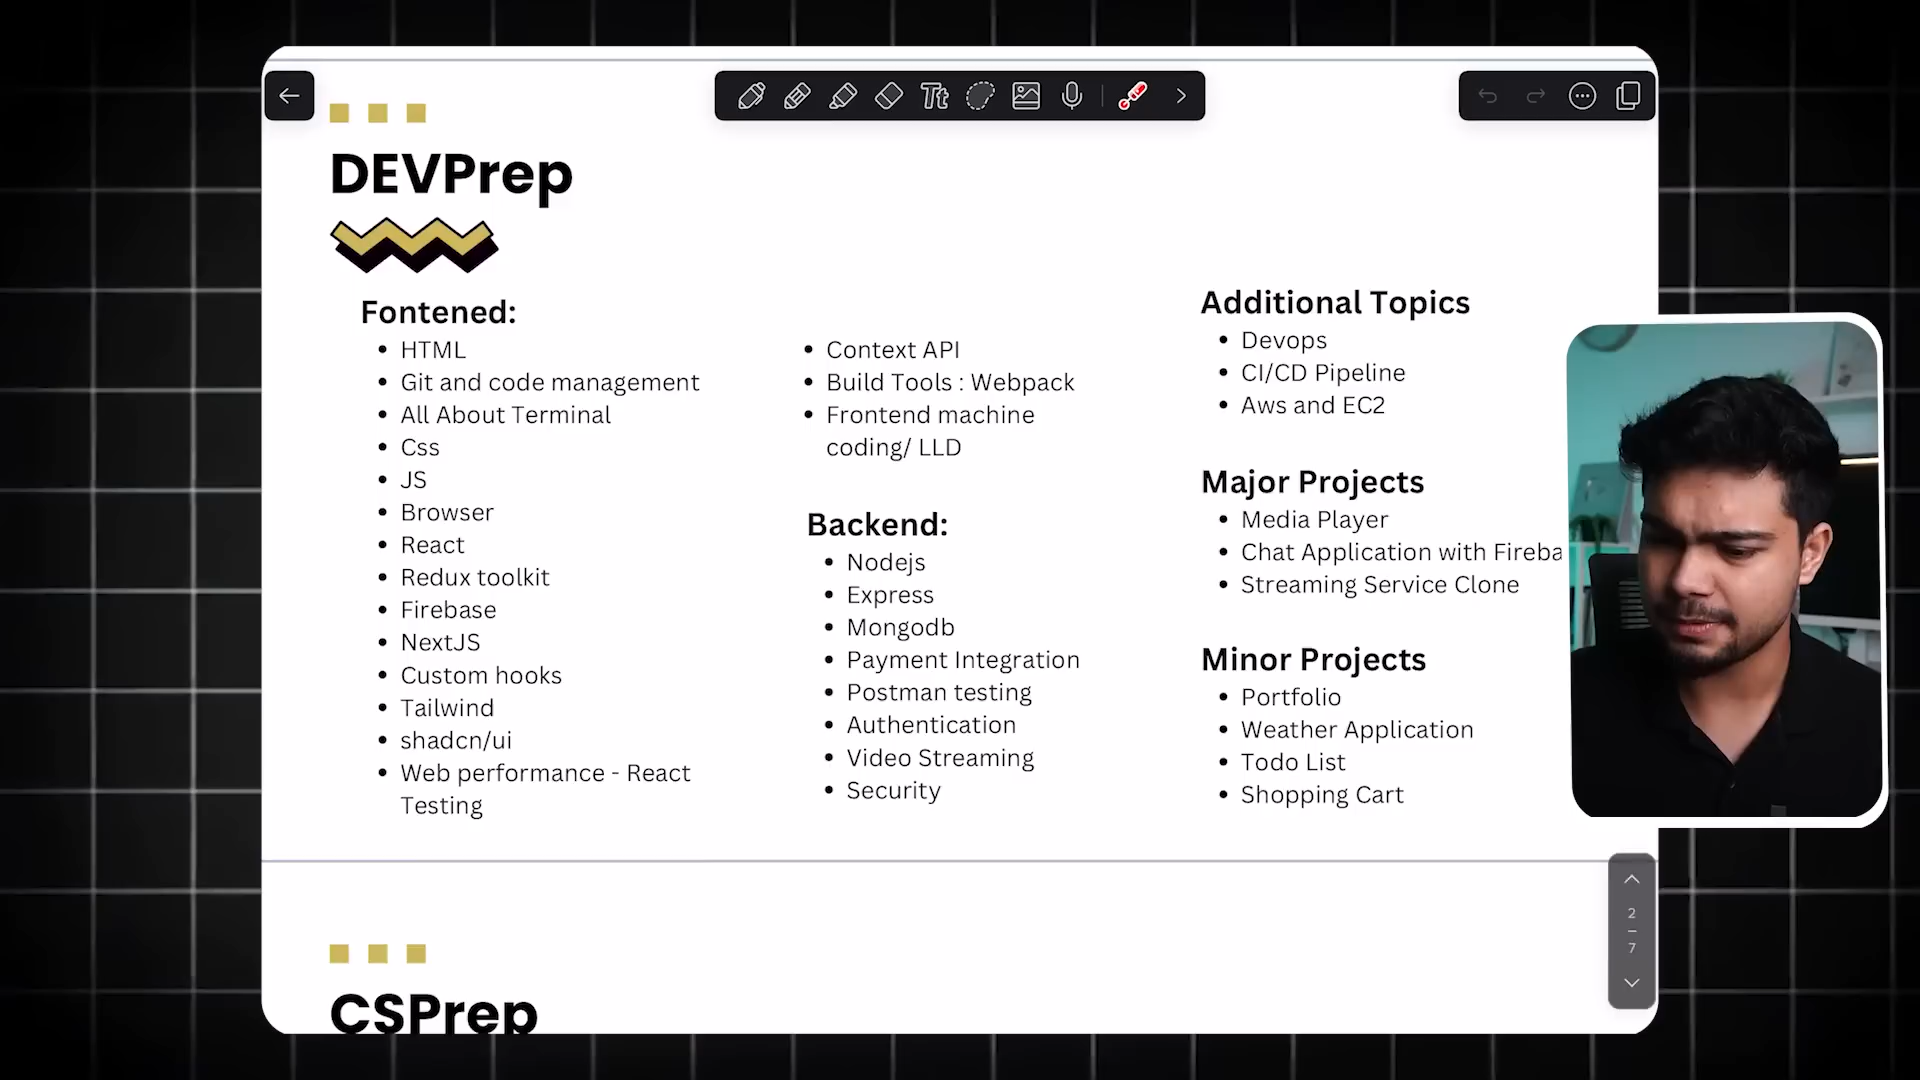 DEVPrep
Fontened:
HTML
Git and code management
All About Terminal
Css
JS
Browser
React
Redux toolkit
Firebase
NextJS
Custom hooks
Tailwind
shadcn/ui
Web performance - React
Testing
Context API
Build Tools : Webpack
Frontend machine
coding/ LLD
Backend:
Nodejs
Express
Mongodb
Payment Integration
Postman testing
Authentication
Video Streaming
Security
Additional Topics
Devops
CI/CD Pipeline
Aws and EC2
Major Projects
Media Player
Chat Application with Fireba
Streaming Service Clone
Minor Projects
Portfolio
Weather Application
Todo List
Shopping Cart
Tt
2
7
CSPrep